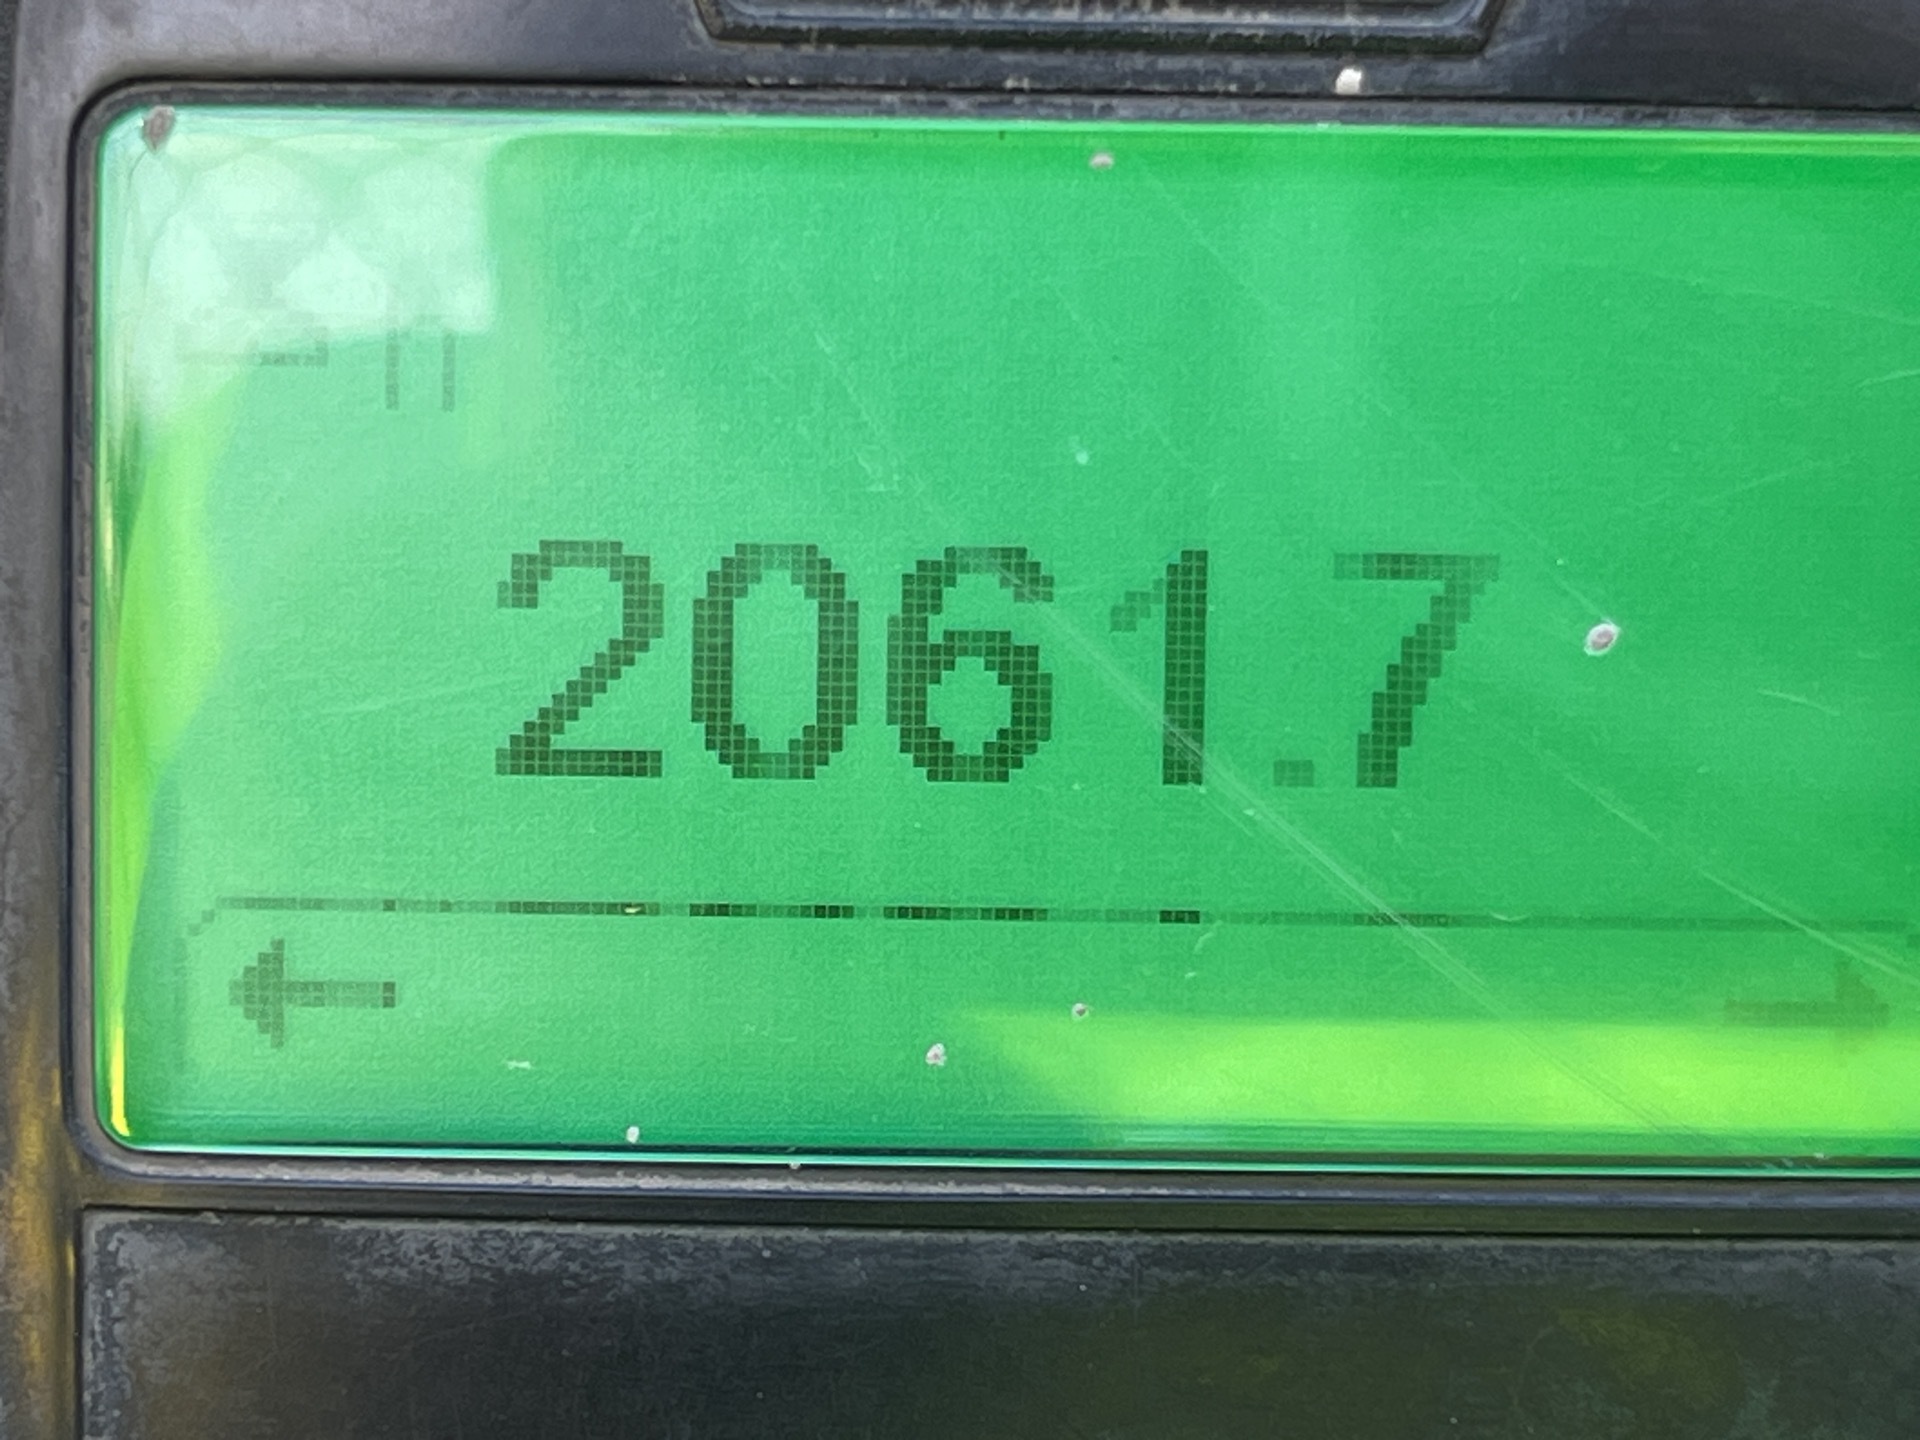 2061.7
← →